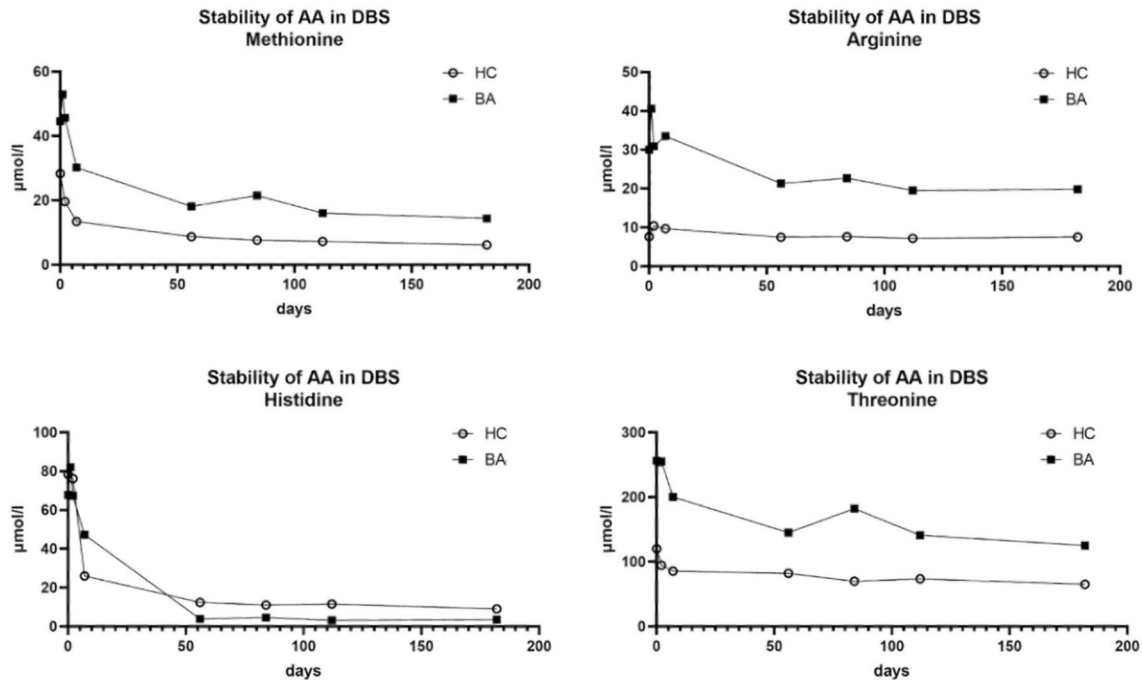 Stability of AA in DBS
Methionine
HC
BA
60
40
20
0
µmol/l
0 50 100 150 200
days
Stability of AA in DBS
Arginine
HC
BA
50
40
30
20
10
0
µmol/l
0 50 100 150 200
days
Stability of AA in DBS
Histidine
HC
BA
100
80
60
40
20
0
µmol/l
0 50 100 150 200
days
Stability of AA in DBS
Threonine
HC
BA
300
200
100
0
µmol/l
0 50 100 150 200
days